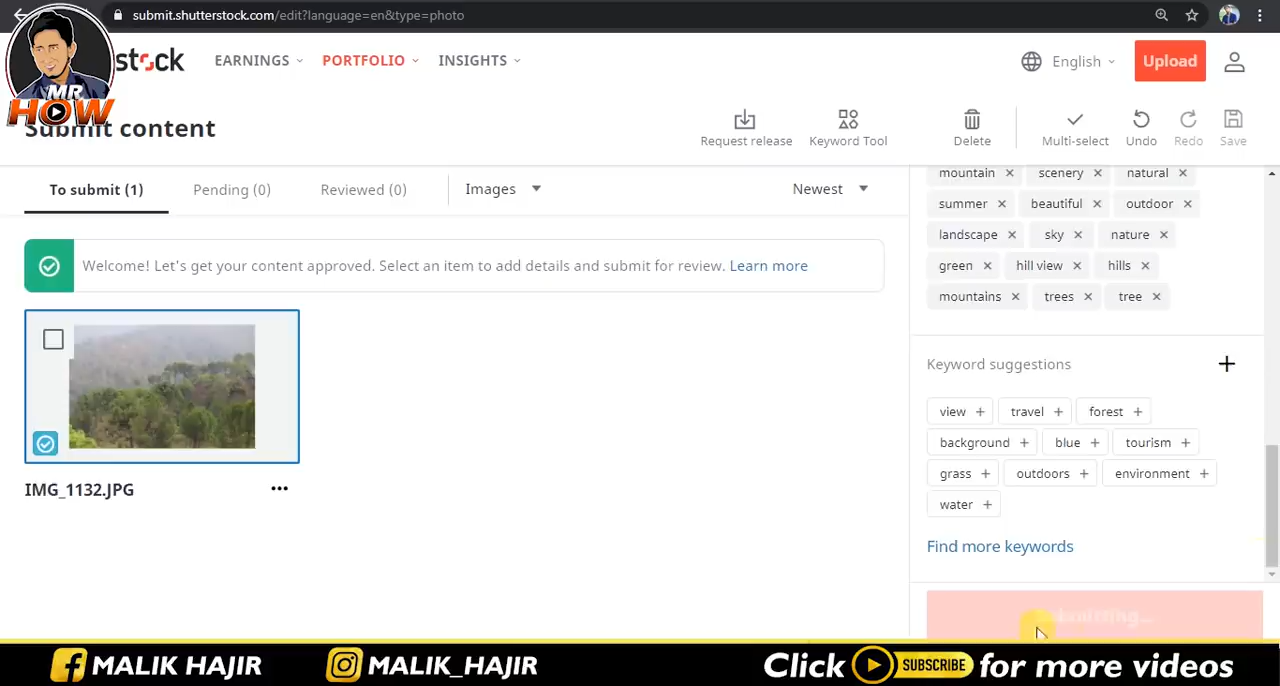 submit.shutterstock.com/edit?language=en&type=photo
stock
EARNINGS
PORTFOLIO
INSIGHTS
English
Upload
MR
HOW
Submit content
Request release
Keyword Tool
Delete
Multi-select
Undo
Redo
Save
To submit (1)
Pending (0)
Reviewed (0)
Images
Newest
mountain × scenery × natural ×
summer × beautiful × outdoor ×
landscape × sky × nature ×
green × hill view × hills ×
mountains × trees × tree ×
Welcome! Let's get your content approved. Select an item to add details and submit for review. Learn more
IMG_1132.JPG
Keyword suggestions +
view + travel + forest +
background + blue + tourism +
grass + outdoors + environment +
water +
Find more keywords
Submitting...
MALIK HAJIR
MALIK_HAJIR
Click SUBSCRIBE for more videos